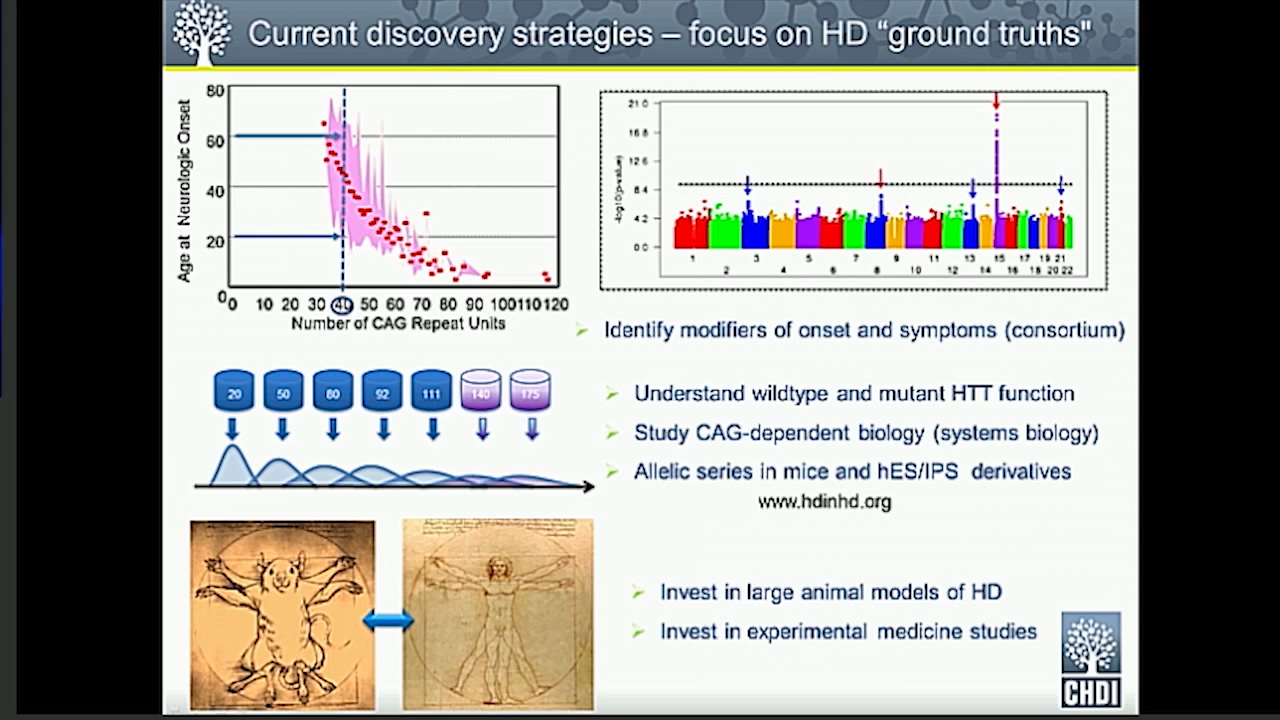 Current discovery strategies – focus on HD “ground truths"
80
60
40
20
0
Age at Neurologic Onset
0 10 20 30 40 50 60 70 80 90 100110120
Number of CAG Repeat Units
21.0
16.8
12.6
8.4
4.2
0.0
-log10(p-value)
1 3 5 7 9 11 13 15 17 19 21
2 4 6 8 10 12 14 16 18 20 22
Identify modifiers of onset and symptoms (consortium)
20 50 80 92 111 140 175
Understand wildtype and mutant HTT function
Study CAG-dependent biology (systems biology)
Allelic series in mice and hES/IPS derivatives
www.hdinhd.org
Invest in large animal models of HD
Invest in experimental medicine studies
CHDI